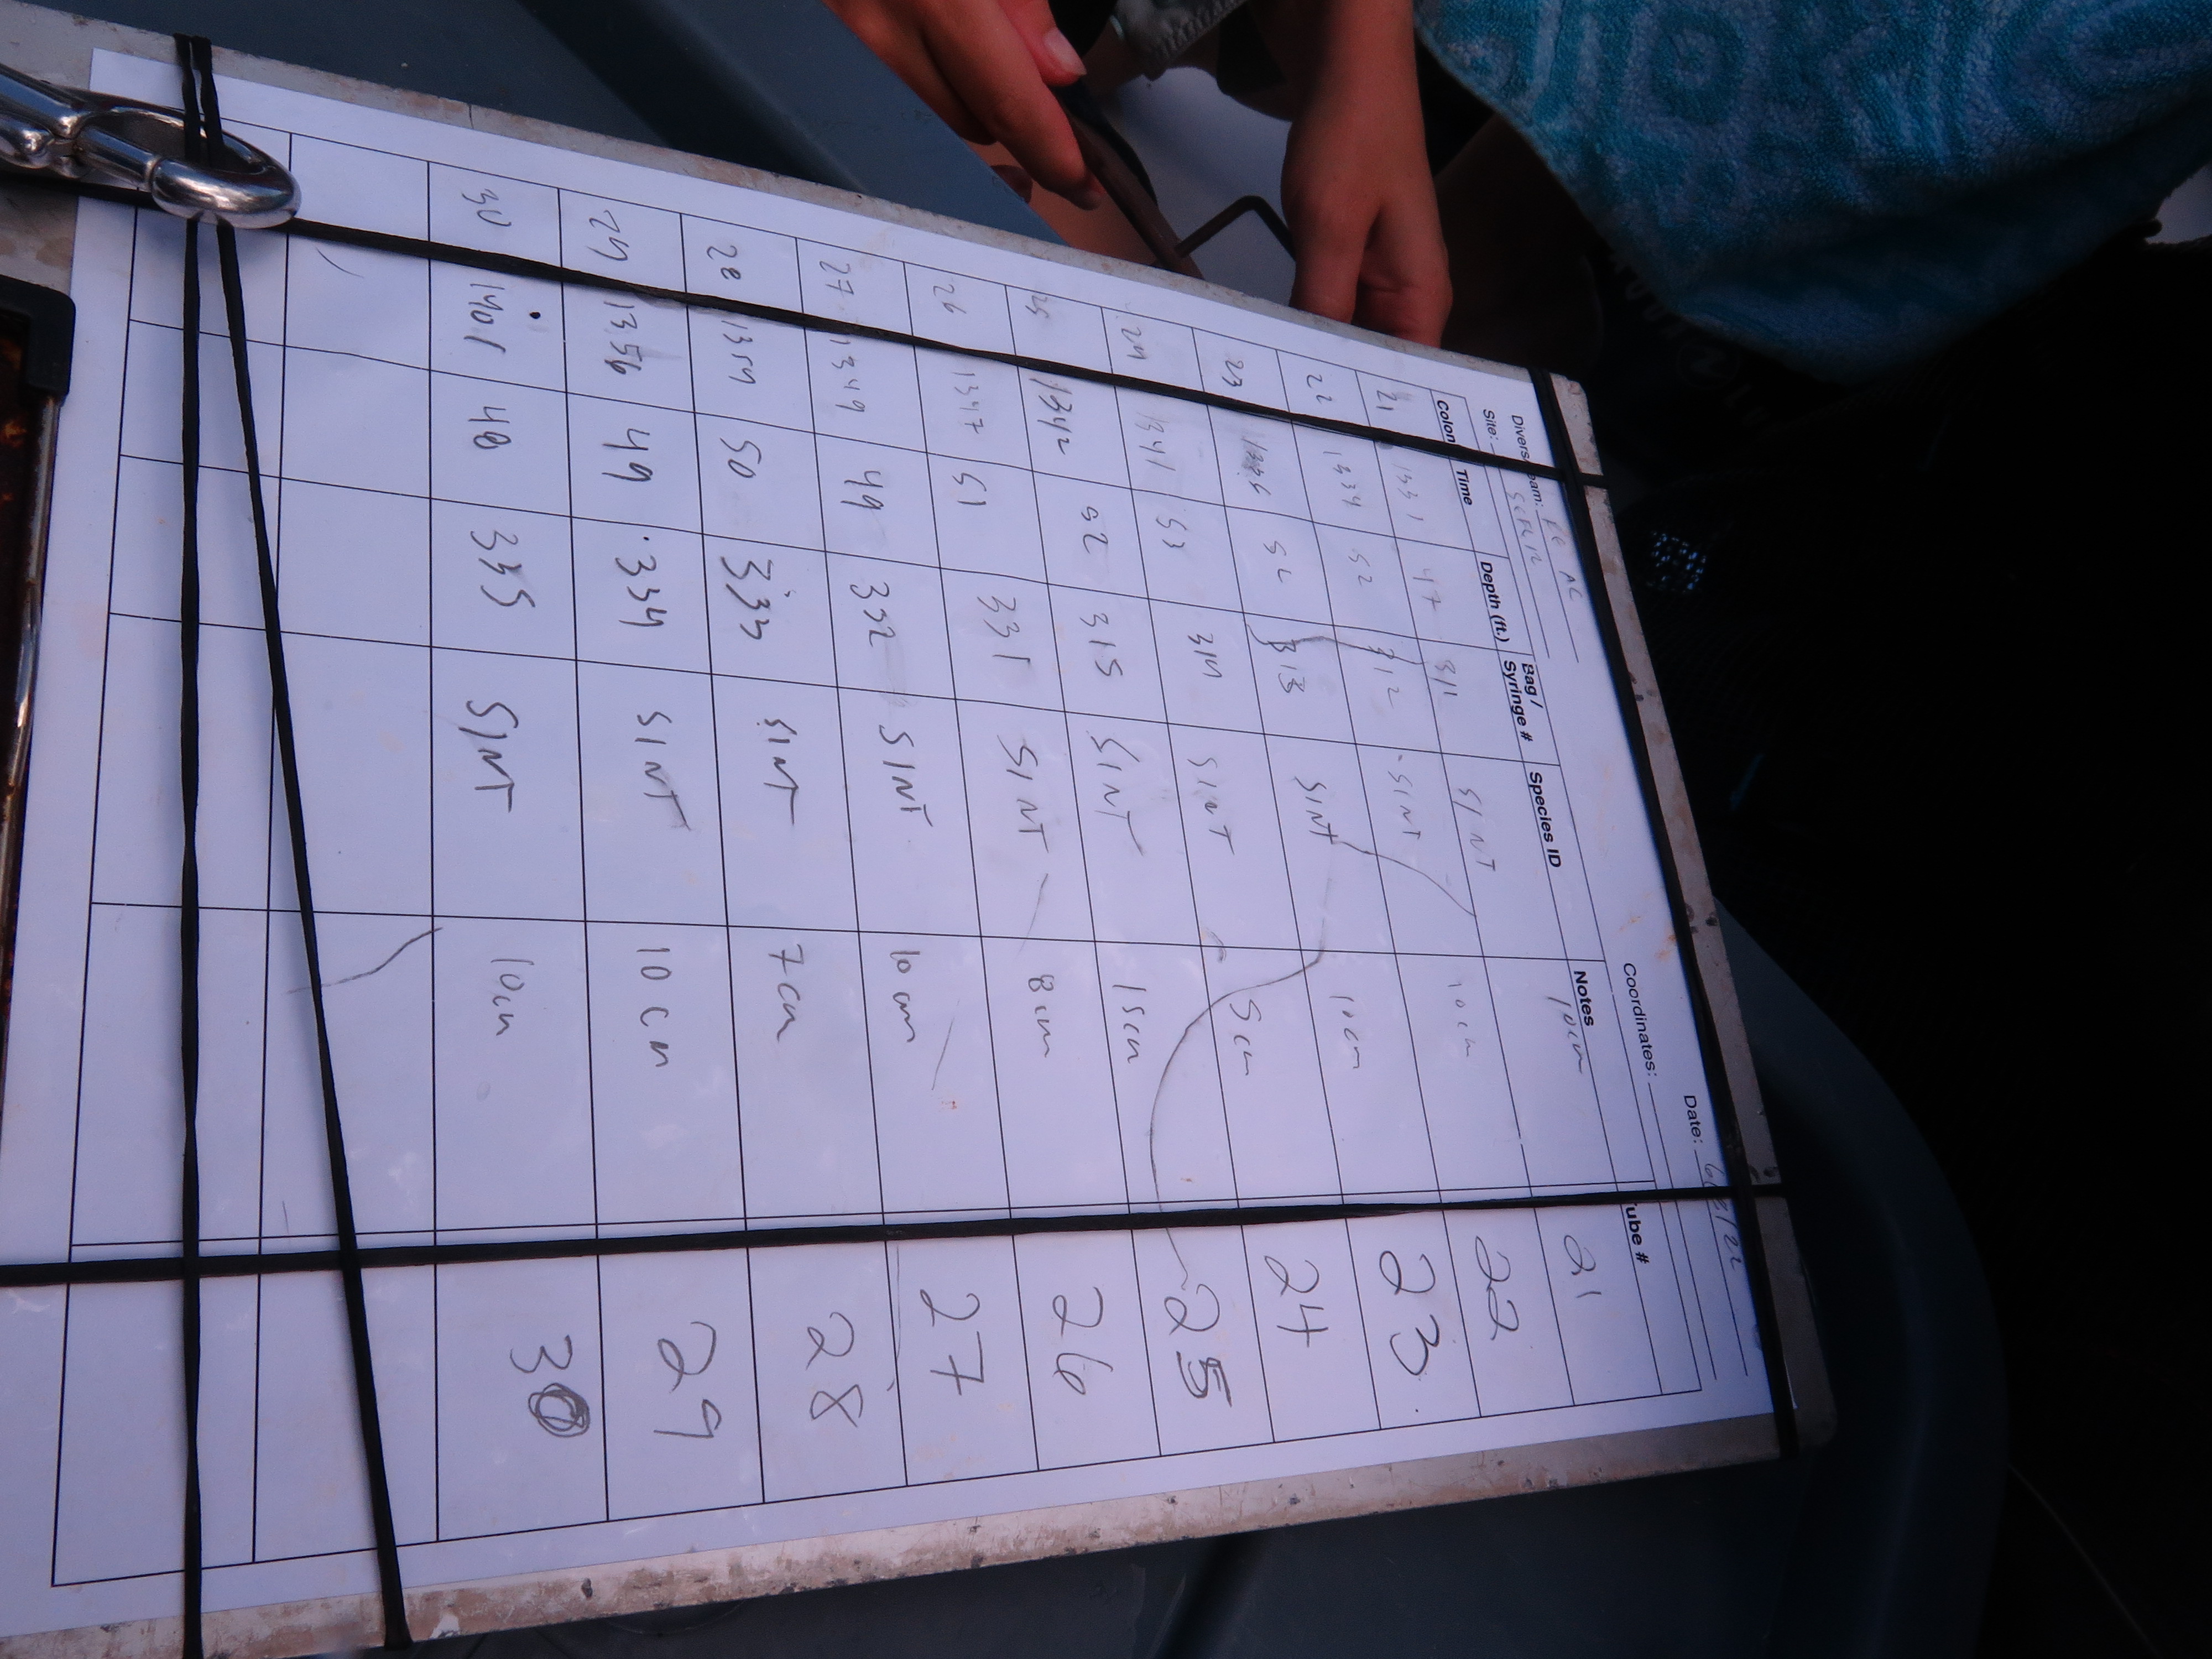 Date: 6/2/22
Coordinates:
Divers/Team: KE AC
Site: SEFL12
Colon Time Depth (ft.) Bag / Syringe # Species ID Notes Tube #
21 1331 47 311 SINT 10cm 21
22 1334 52 312 SINT 10cm 22
23 1336 52 313 SINT 10cm 23
24 1341 53 314 SINT 5cm 24
25 1342 52 315 SINT 15cm 25
26 1347 51 331 SINT 8cm 26
27 1349 49 332 SINT 10cm 27
28 1354 50 333 SINT 7cm 28
29 1356 49 334 SINT 10cm 29
30 1401 48 335 SINT 10cm 30